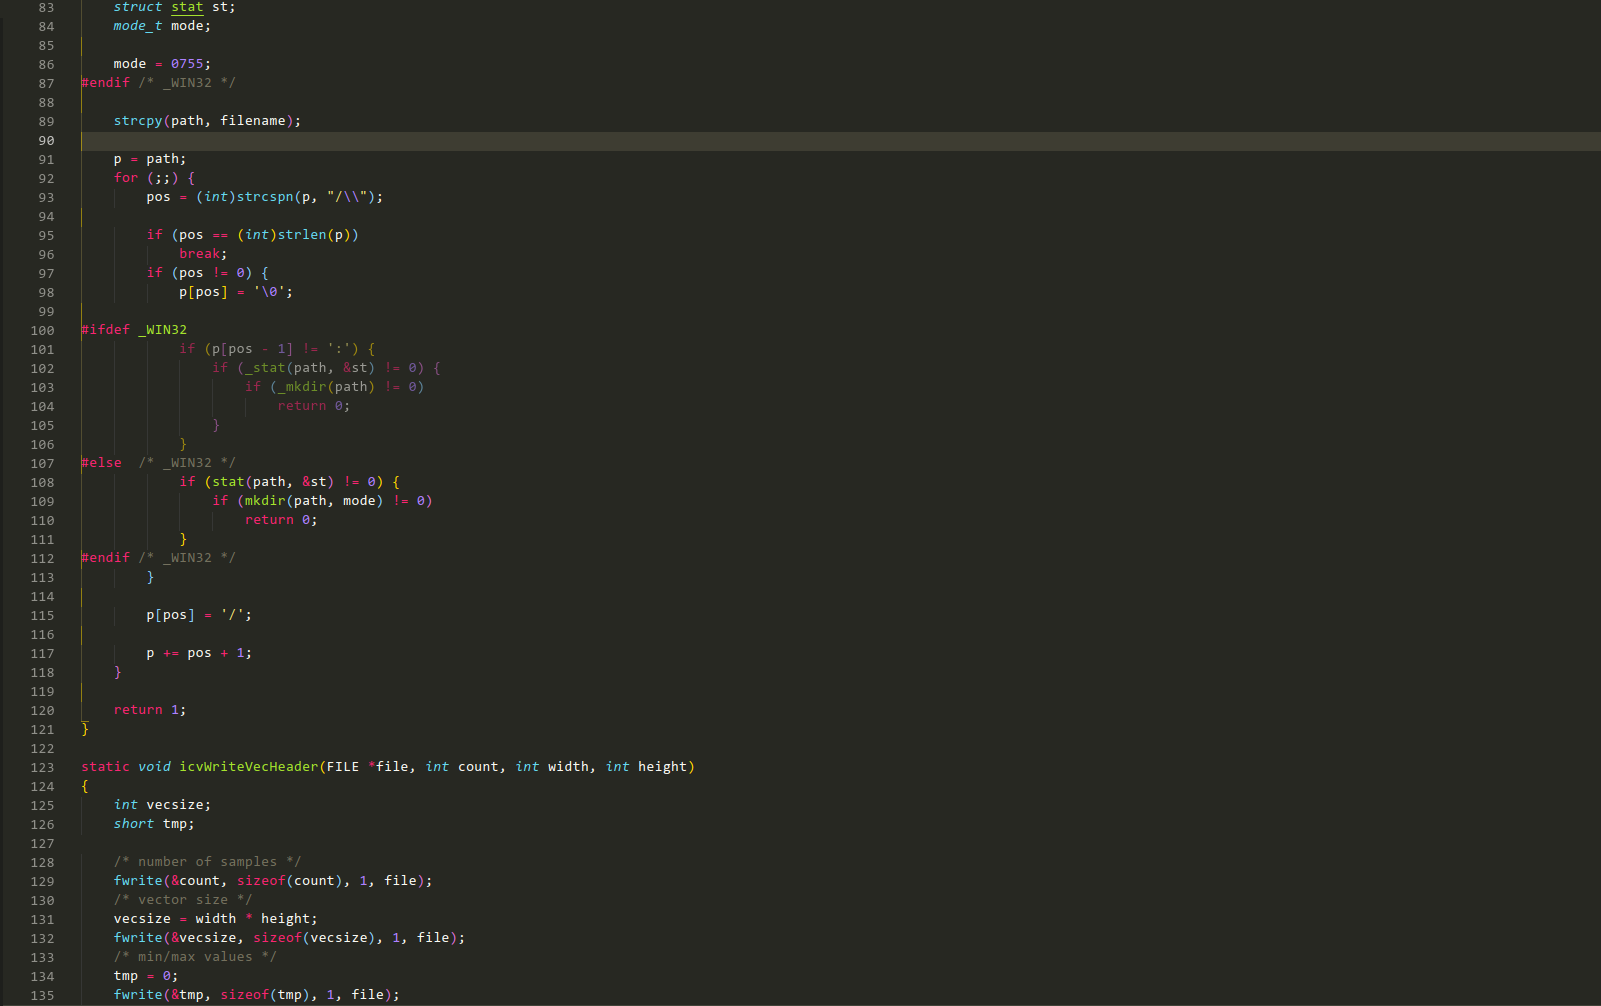 83 struct stat st;
84 mode_t mode;
85
86 mode = 0755;
87 #endif /* _WIN32 */
88
89 strcpy(path, filename);
90
91 p = path;
92 for (;;) {
93 pos = (int)strcspn(p, "/\\");
94
95 if (pos == (int)strlen(p))
96 break;
97 if (pos != 0) {
98 p[pos] = '\0';
99
100 #ifdef _WIN32
101 if (p[pos - 1] != ':') {
102 if (_stat(path, &st) != 0) {
103 if (_mkdir(path) != 0)
104 return 0;
105 }
106 }
107 #else  /* _WIN32 */
108 if (stat(path, &st) != 0) {
109 if (mkdir(path, mode) != 0)
110 return 0;
111 }
112 #endif /* _WIN32 */
113 }
114
115 p[pos] = '/';
116
117 p += pos + 1;
118 }
119
120 return 1;
121 }
122
123 static void icvWriteVecHeader(FILE *file, int count, int width, int height)
124 {
125 int vecsize;
126 short tmp;
127
128 /* number of samples */
129 fwrite(&count, sizeof(count), 1, file);
130 /* vector size */
131 vecsize = width * height;
132 fwrite(&vecsize, sizeof(vecsize), 1, file);
133 /* min/max values */
134 tmp = 0;
135 fwrite(&tmp, sizeof(tmp), 1, file);